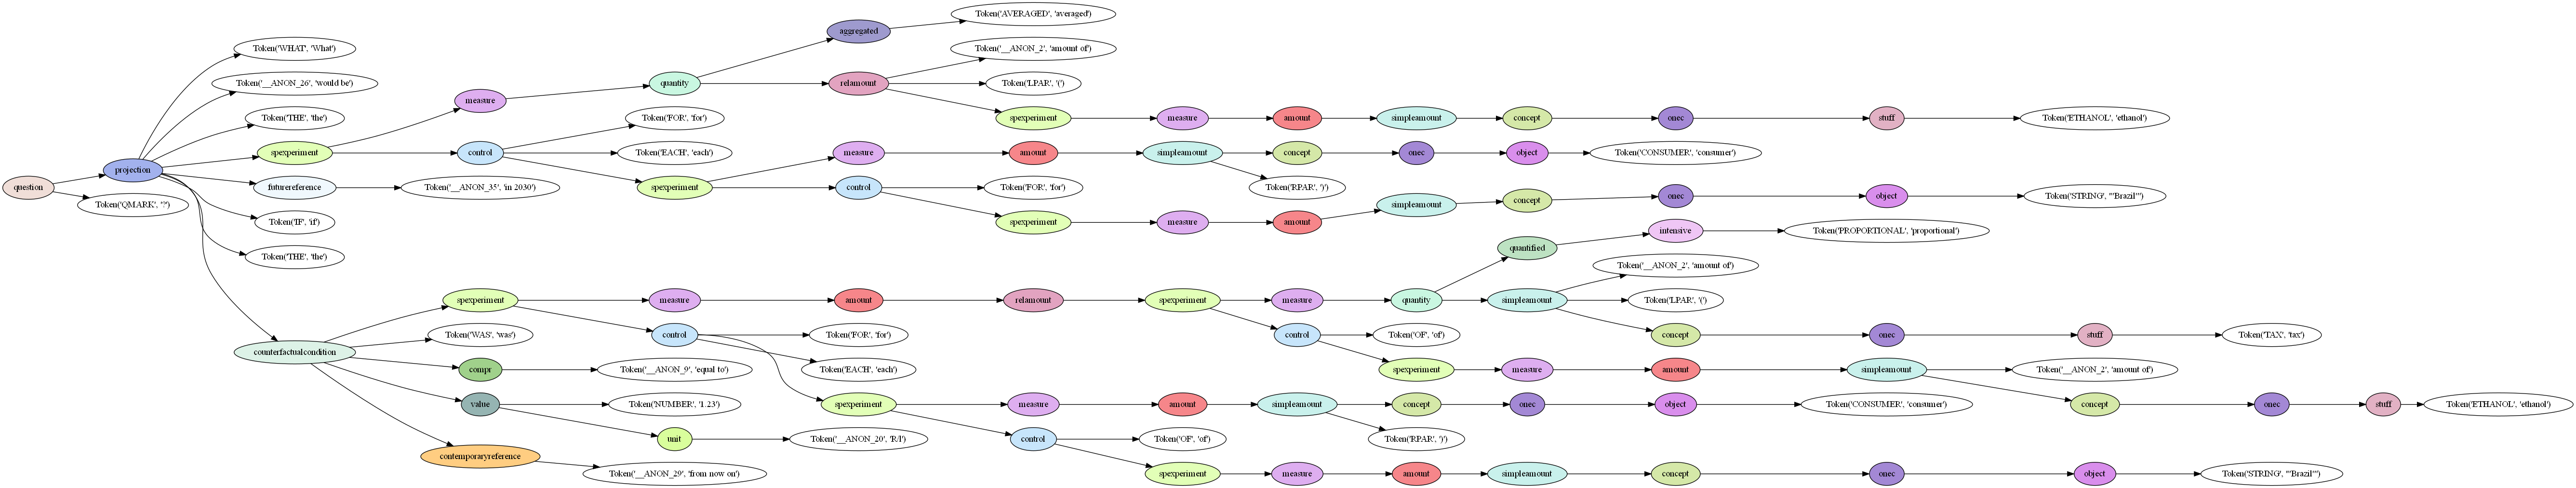 Token('AVERAGED', 'averaged')
aggregated
Token('WHAT', 'What')
Token('__ANON_2', 'amount of')
Token('__ANON_26', 'would be')
quantity
relamount
Token('LPAR', '(')
measure
Token('THE', 'the')
Token('FOR', 'for')
spexperiment
measure
amount
simpleamount
concept
onec
stuff
Token('ETHANOL', 'ethanol')
projection
spexperiment
control
Token('EACH', 'each')
measure
amount
simpleamount
concept
onec
object
Token('CONSUMER', 'consumer')
question
futurereference
Token('__ANON_35', 'in 2030')
spexperiment
control
Token('FOR', 'for')
Token('RPAR', ')')
Token('QMARK', '?')
Token('IF', 'if')
spexperiment
measure
amount
simpleamount
concept
onec
object
Token('STRING', '"Brazil"')
Token('THE', 'the')
quantified
intensive
Token('PROPORTIONAL', 'proportional')
Token('__ANON_2', 'amount of')
spexperiment
measure
amount
relamount
spexperiment
measure
quantity
simpleamount
Token('LPAR', '(')
Token('WAS', 'was')
control
Token('FOR', 'for')
control
Token('OF', 'of')
concept
onec
stuff
Token('TAX', 'tax')
counterfactualcondition
compr
Token('__ANON_9', 'equal to')
Token('EACH', 'each')
spexperiment
measure
amount
simpleamount
Token('__ANON_2', 'amount of')
value
Token('NUMBER', '1.23')
spexperiment
measure
amount
simpleamount
concept
onec
object
Token('CONSUMER', 'consumer')
concept
onec
stuff
Token('ETHANOL', 'ethanol')
unit
Token('__ANON_20', 'R/l')
control
Token('OF', 'of')
Token('RPAR', ')')
contemporaryreference
Token('__ANON_29', 'from now on')
spexperiment
measure
amount
simpleamount
concept
onec
object
Token('STRING', '"Brazil"')